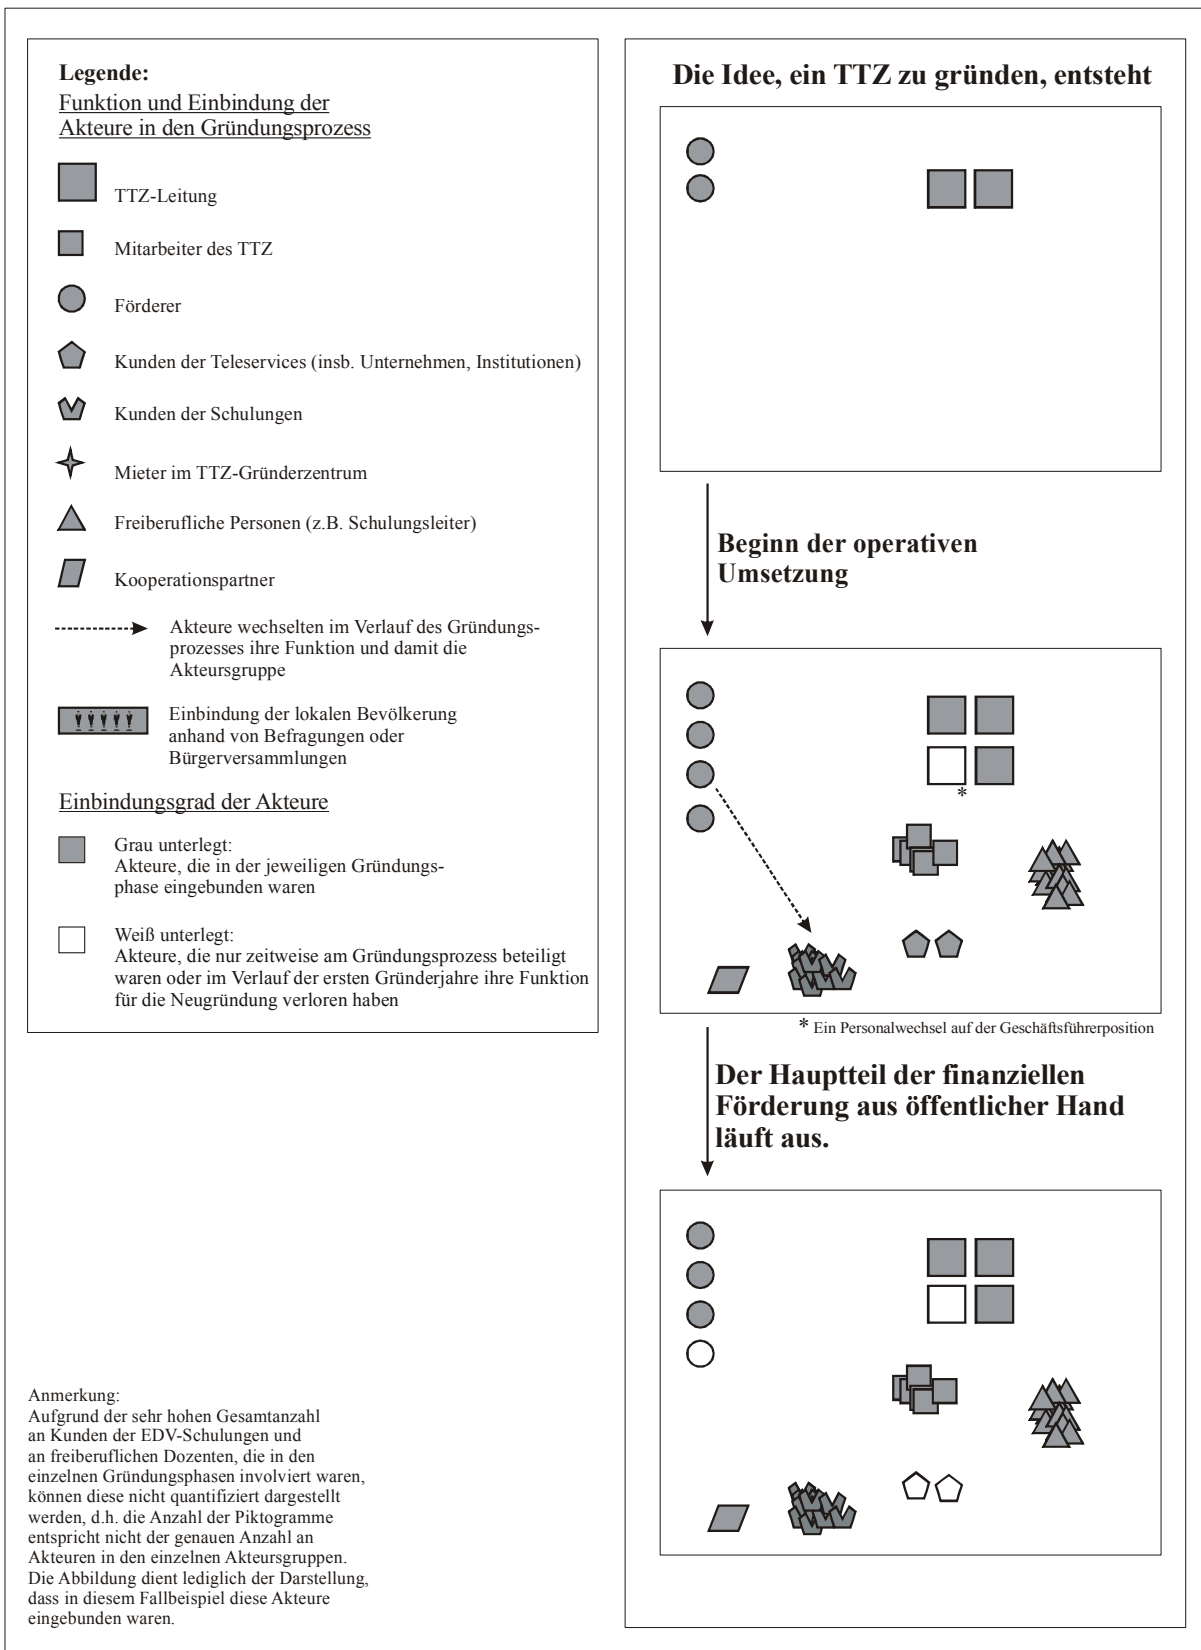 Legende:
Funktion und Einbindung der
Akteure in den Gründungsprozess
TTZ-Leitung
Mitarbeiter des TTZ
Förderer
Kunden der Teleservices (insb. Unternehmen, Institutionen)
Kunden der Schulungen
Mieter im TTZ-Gründerzentrum
Freiberufliche Personen (z.B. Schulungsleiter)
Kooperationspartner
Akteure wechselten im Verlauf des Gründungs-
prozesses ihre Funktion und damit die
Akteursgruppe
Einbindung der lokalen Bevölkerung
anhand von Befragungen oder
Bürgerversammlungen
Einbindungsgrad der Akteure
Grau unterlegt:
Akteure, die in der jeweiligen Gründungs-
phase eingebunden waren
Weiß unterlegt:
Akteure, die nur zeitweise am Gründungsprozess beteiligt
waren oder im Verlauf der ersten Gründerjahre ihre Funktion
für die Neugründung verloren haben
Anmerkung:
Aufgrund der sehr hohen Gesamtanzahl
an Kunden der EDV-Schulungen und
an freiberuflichen Dozenten, die in den
einzelnen Gründungsphasen involviert waren,
können diese nicht quantifiziert dargestellt
werden, d.h. die Anzahl der Piktogramme
entspricht nicht der genauen Anzahl an
Akteuren in den einzelnen Akteursgruppen.
Die Abbildung dient lediglich der Darstellung,
dass in diesem Fallbeispiel diese Akteure
eingebunden waren.
Die Idee, ein TTZ zu gründen, entsteht
Beginn der operativen
Umsetzung
*
* Ein Personalwechsel auf der Geschäftsführerposition
Der Hauptteil der finanziellen
Förderung aus öffentlicher Hand
läuft aus.